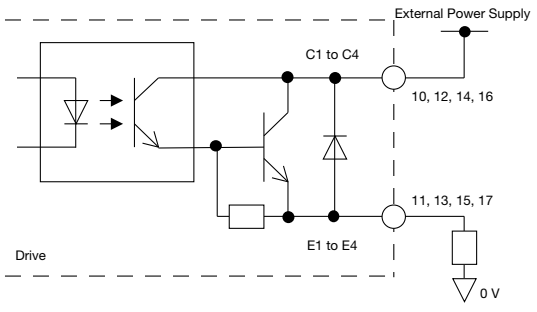 External Power Supply
C1 to C4
10, 12, 14, 16
11, 13, 15, 17
E1 to E4
Drive
0 V